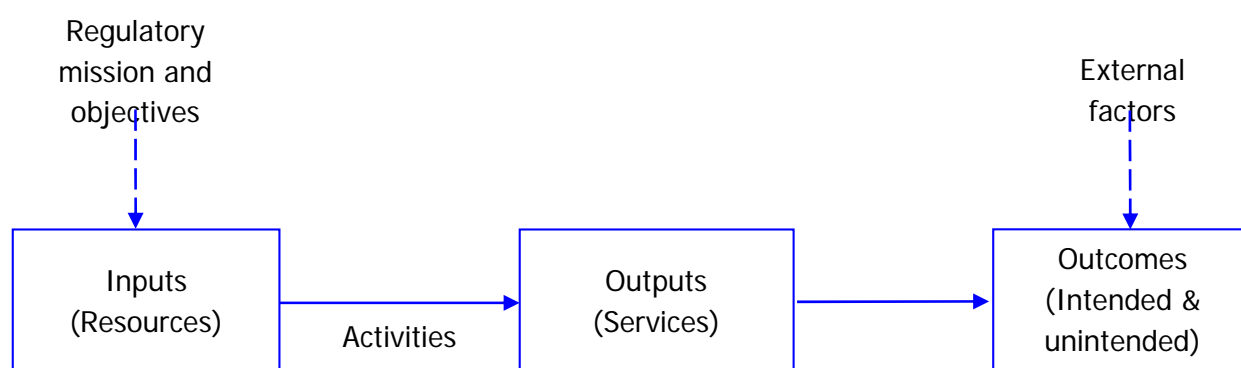 Regulatory
mission and
objectives
External
factors
Inputs
(Resources)
Activities
Outputs
(Services)
Outcomes
(Intended &
unintended)